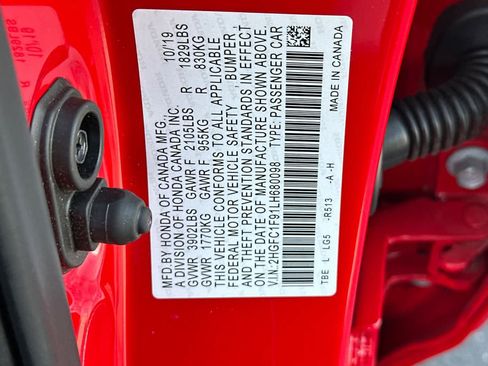 MFD.BY HONDA OF CANADA MFG., 10/19
A DIVISION OF HONDA CANADA INC.
GVWR 3902LBS GAWR F 2105LBS R 1829LBS
GVWR 1770KG GAWR F 955KG R 830KG
THIS VEHICLE CONFORMS TO ALL APPLICABLE
FEDERAL MOTOR VEHICLE SAFETY BUMPER,
AND THEFT PREVENTION STANDARDS IN EFFECT
ON THE DATE OF MANUFACTURE SHOWN ABOVE.
V.I.N: 2HGFC1F91LH680098 TYPE: PASSENGER CAR
TBE L LG5 -R513 -A-H MADE IN CANADA